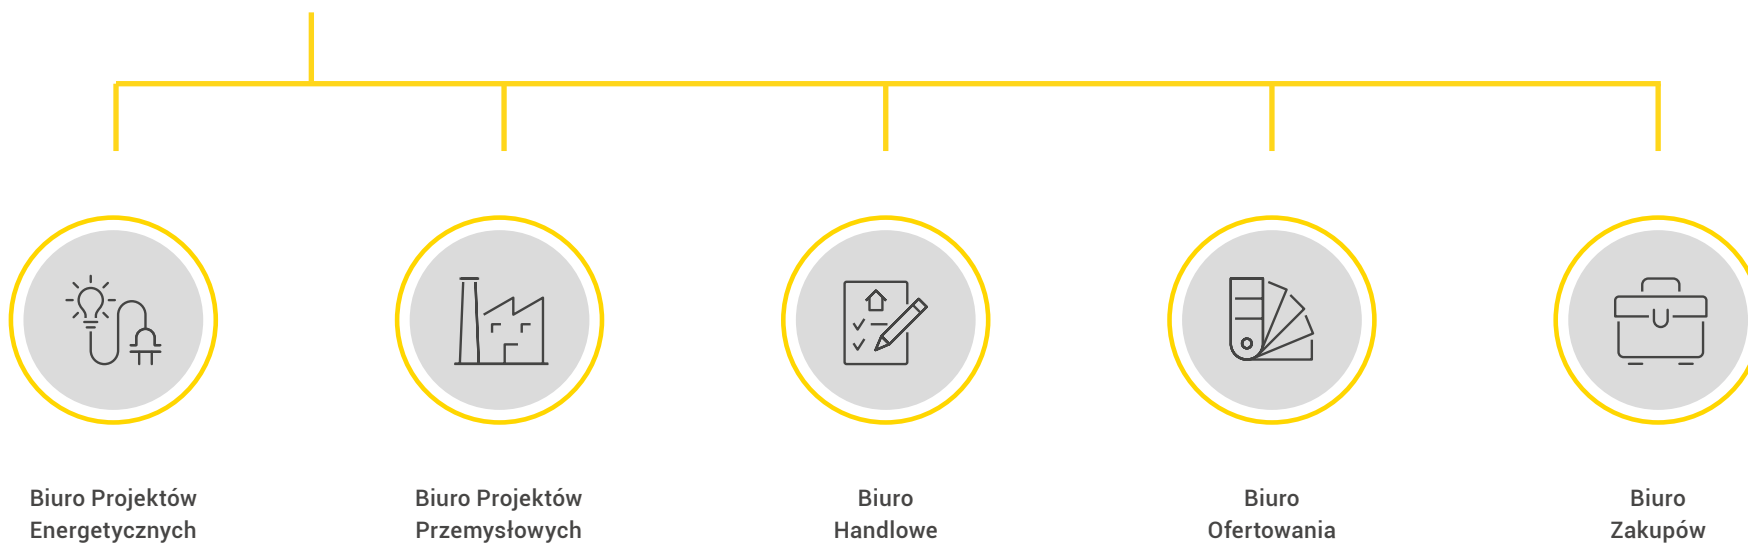 Biuro Projektów
Energetycznych
Biuro Projektów
Przemysłowych
Biuro
Handlowe
Biuro
Ofertowania
Biuro
Zakupów